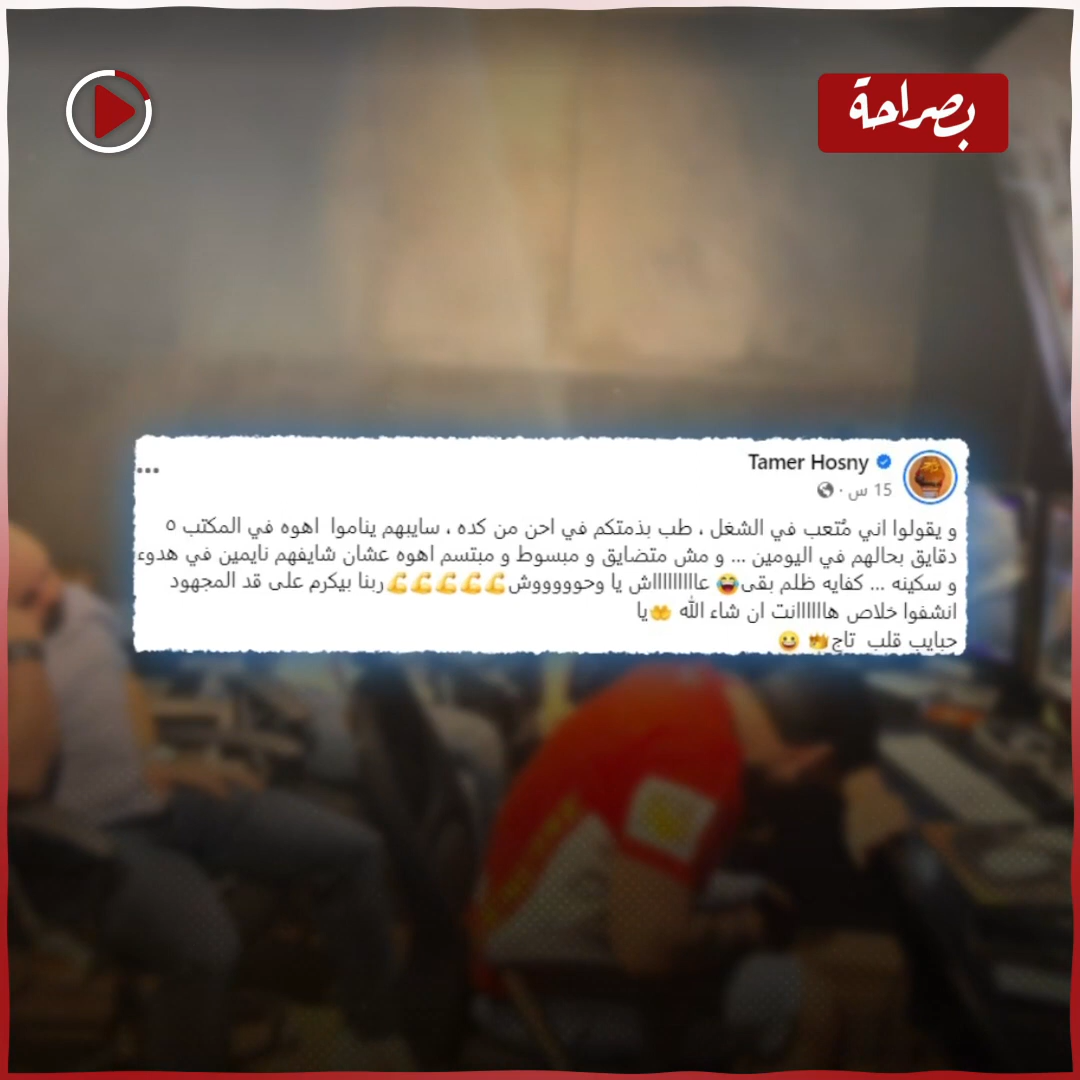 بصراحة
Tamer Hosny
15 س ·
و يقولوا اني مُتعب في الشغل ، طب بذمتكم في احن من كده ، سايبهم يناموا اهوه في المكتب ٥
دقايق بحالهم في اليومين ... و مش متضايق و مبسوط و مبتسم اهوه عشان شايفهم نايمين في هدوء
و سكينه ... كفايه ظلم بقى😂 عاااااااااش يا وحوووووش💪💪💪💪💪ربنا بيكرم على قد المجهود
انشفوا خلاص هاااااانت ان شاء الله 🤲يا
حبايب قلب تاج👑 😀